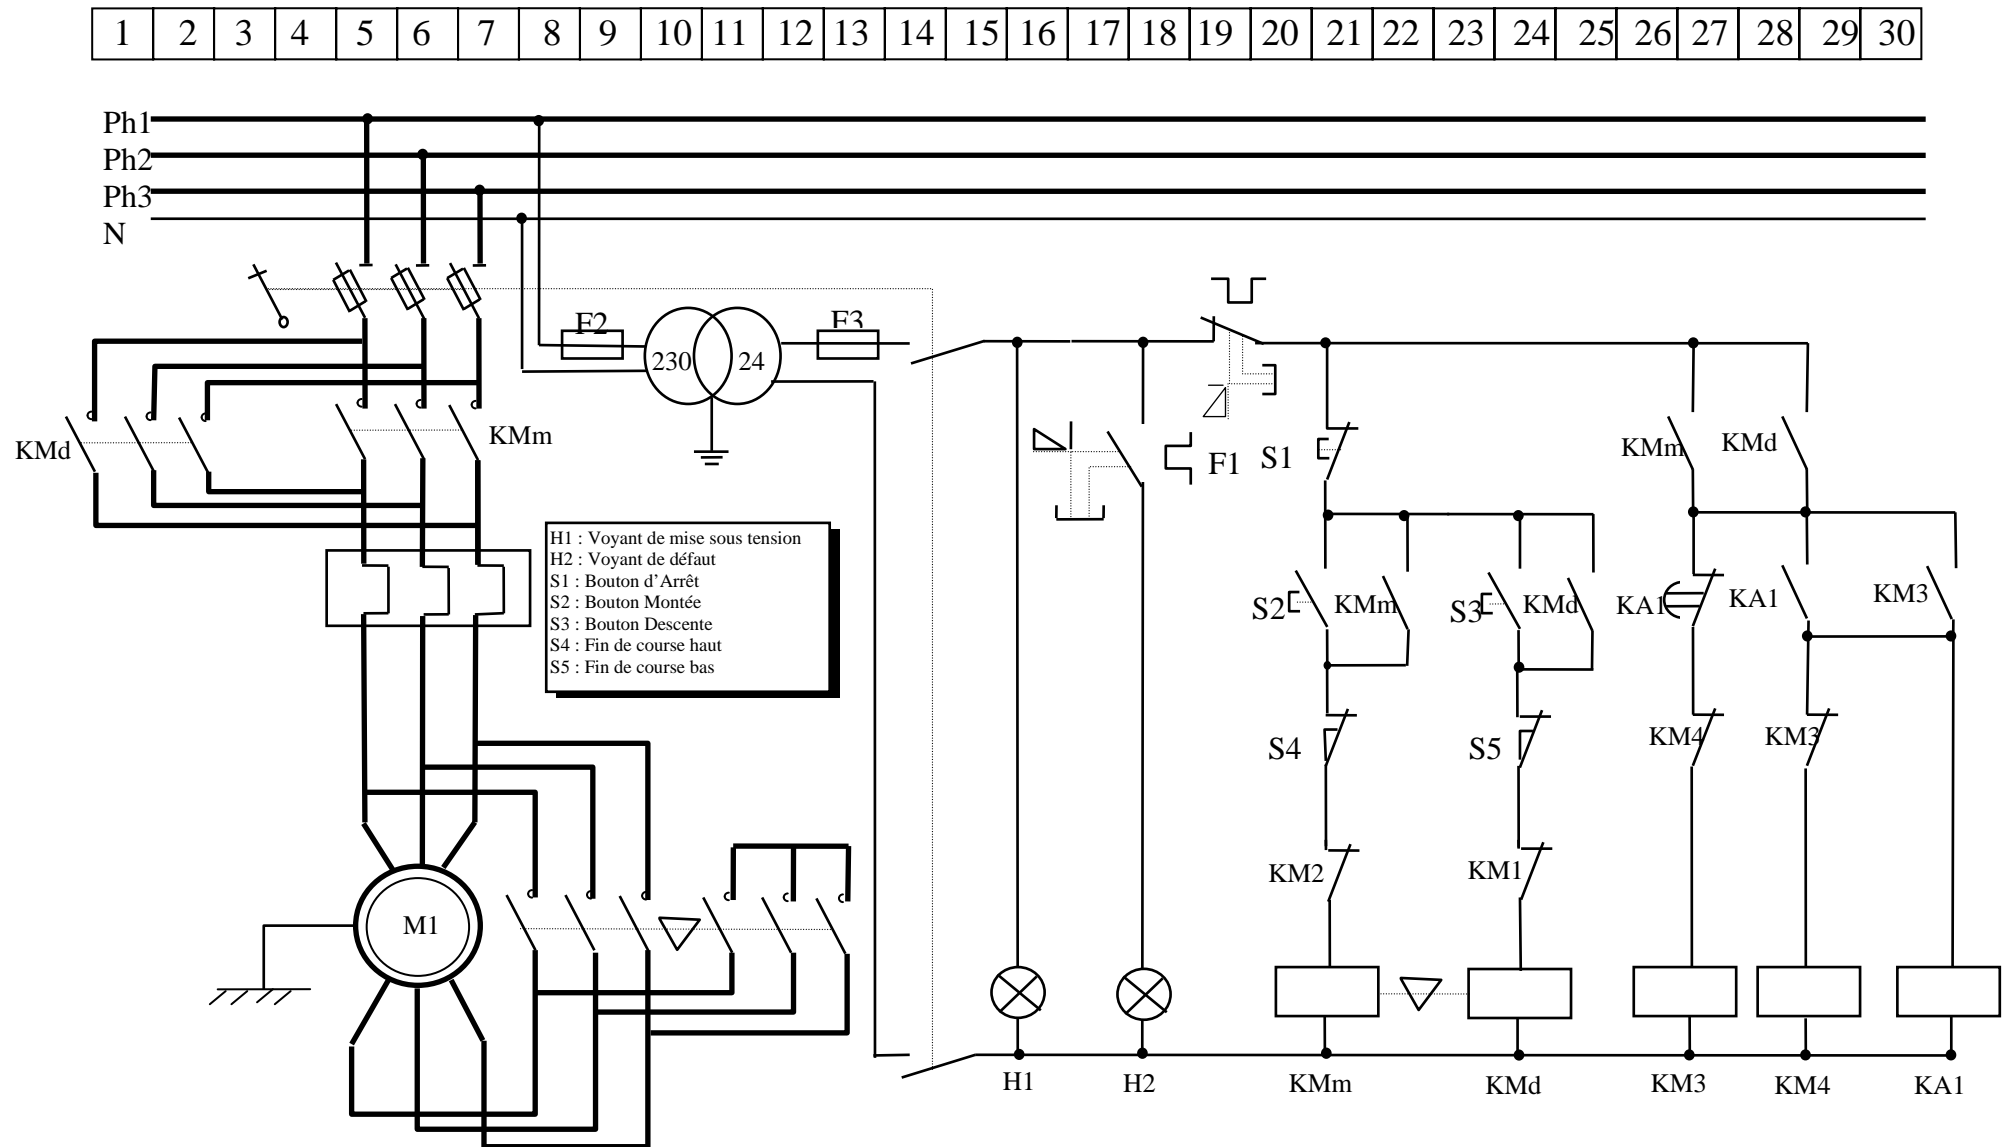 1 2 3 4 5 6 7 8 9 10 11 12 13 14 15 16 17 18 19 20 21 22 23 24 25 26 27 28 29 30
Ph1
Ph2
Ph3
N
F2
F3
230
24
KMd
KMm
F1
S1
KMm
KMd
H1 : Voyant de mise sous tension
H2 : Voyant de défaut
S1 : Bouton d'Arrêt
S2 : Bouton Montée
S3 : Bouton Descente
S4 : Fin de course haut
S5 : Fin de course bas
S2
KMm
S3
KMd
KA1
KA1
KM3
S4
S5
KM4
KM3
KM2
KM1
M1
H1
H2
KMm
KMd
KM3
KM4
KA1